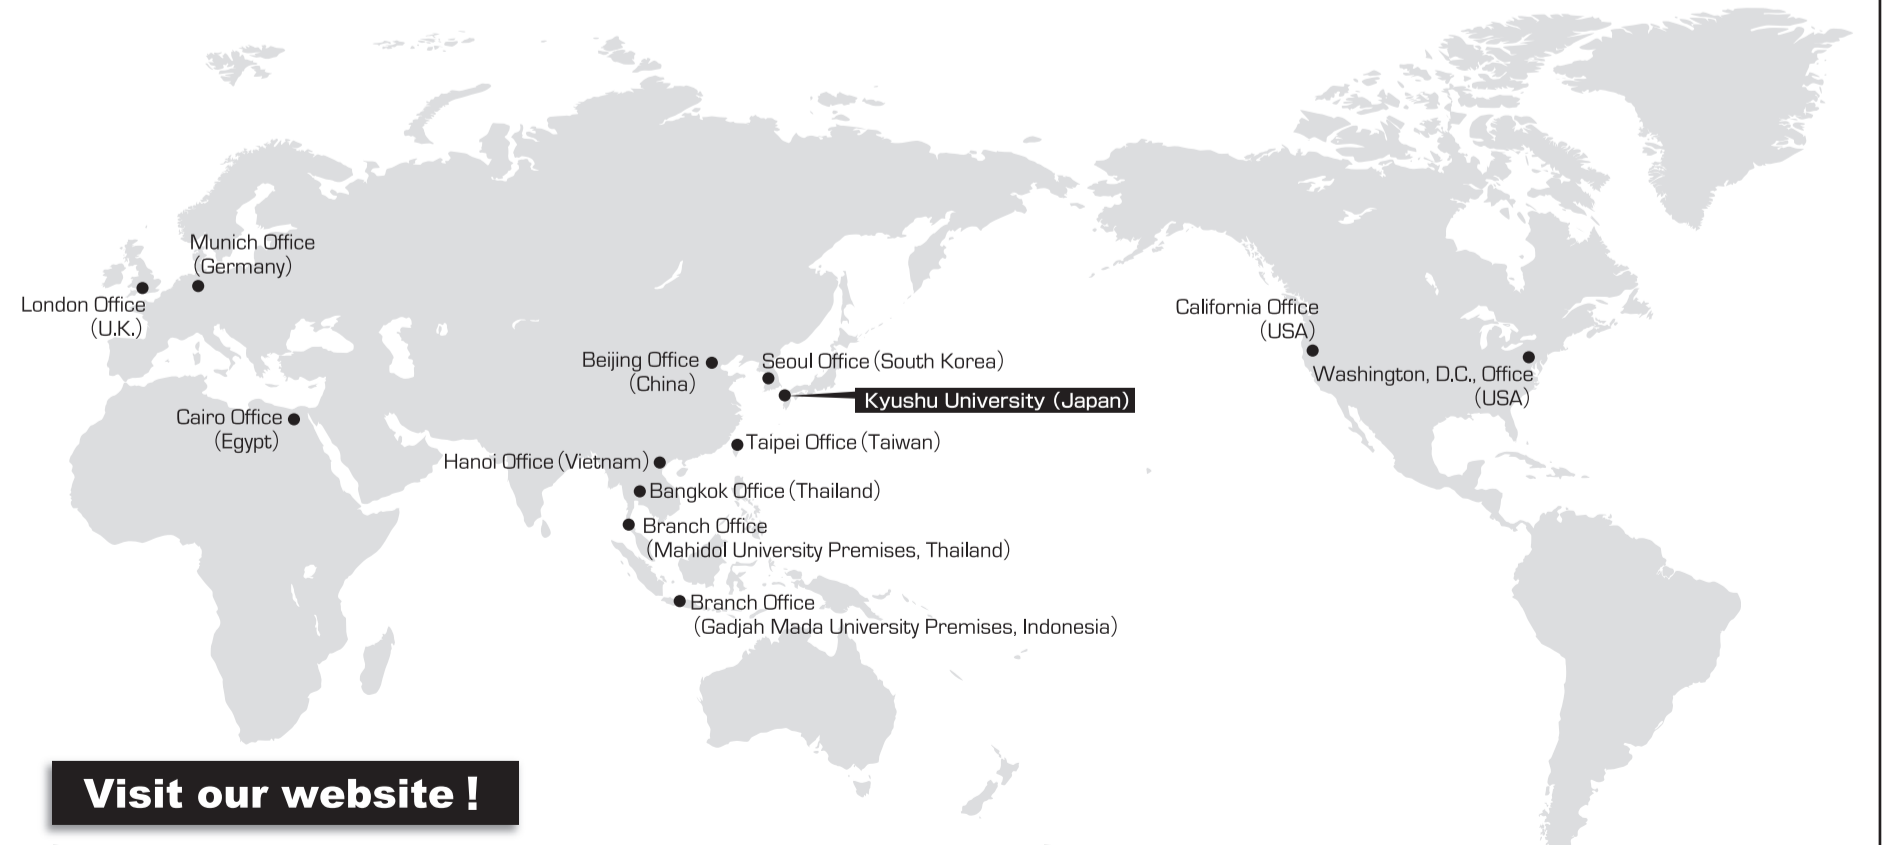 Munich Office
(Germany)
London Office
(U.K.)
California Office
(USA)
Beijing Office
(China)
Seoul Office (South Korea)
Washington, D.C., Office
(USA)
Kyushu University (Japan)
Cairo Office
(Egypt)
Taipei Office (Taiwan)
Hanoi Office (Vietnam)
Bangkok Office (Thailand)
Branch Office
(Mahidol University Premises, Thailand)
Branch Office
(Gadjah Mada University Premises, Indonesia)
Visit our website !